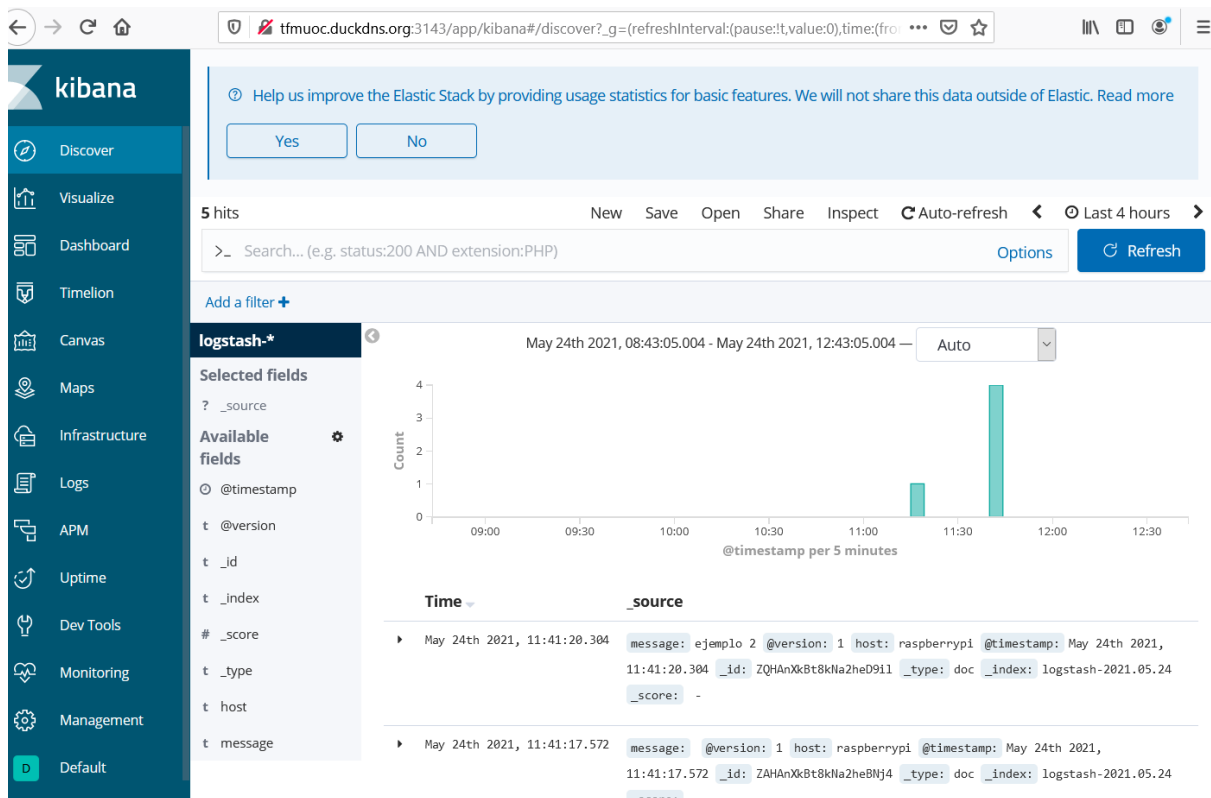 tfmuoc.duckdns.org:3143/app/kibana#/discover?_g=(refreshInterval:(pause:!t,value:0),time:(fro
kibana
Discover
Visualize
Dashboard
Timelion
Canvas
Maps
Infrastructure
Logs
APM
Uptime
Dev Tools
Monitoring
Management
D Default
Help us improve the Elastic Stack by providing usage statistics for basic features. We will not share this data outside of Elastic. Read more
Yes No
5 hits New Save Open Share Inspect Auto-refresh Last 4 hours
>_ Search... (e.g. status:200 AND extension:PHP) Options Refresh
Add a filter +
logstash-*
Selected fields
? _source
Available
fields
@timestamp
t @version
t _id
t _index
# _score
t _type
t host
t message
May 24th 2021, 08:43:05.004 - May 24th 2021, 12:43:05.004 — Auto
Count
4
3
2
1
0
09:00 09:30 10:00 10:30 11:00 11:30 12:00 12:30
@timestamp per 5 minutes
Time _source
May 24th 2021, 11:41:20.304 message: ejemplo 2 @version: 1 host: raspberrypi @timestamp: May 24th 2021,
11:41:20.304 _id: ZQHAnXkBt8kNa2heD9il _type: doc _index: logstash-2021.05.24
_score: -
May 24th 2021, 11:41:17.572 message: @version: 1 host: raspberrypi @timestamp: May 24th 2021,
11:41:17.572 _id: ZAHAnXkBt8kNa2heBNj4 _type: doc _index: logstash-2021.05.24